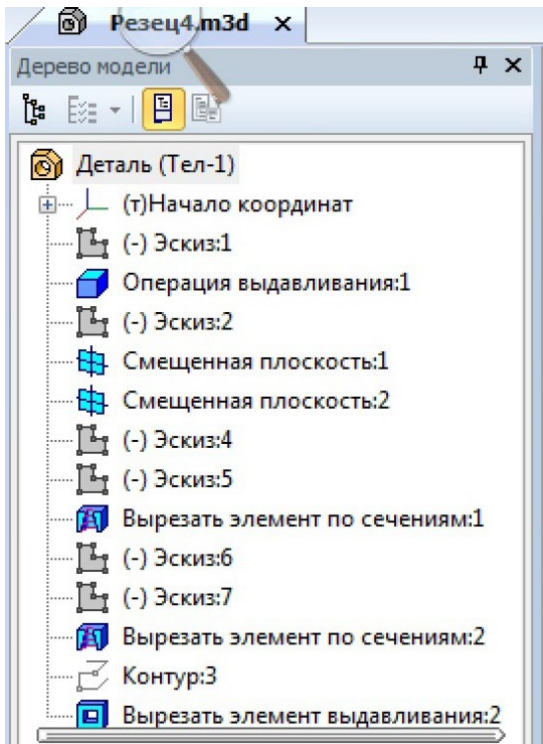 Резец4.m3d
Дерево модели
Деталь (Тел-1)
(т)Начало координат
(-) Эскиз:1
Операция выдавливания:1
(-) Эскиз:2
Смещенная плоскость:1
Смещенная плоскость:2
(-) Эскиз:4
(-) Эскиз:5
Вырезать элемент по сечениям:1
(-) Эскиз:6
(-) Эскиз:7
Вырезать элемент по сечениям:2
Контур:3
Вырезать элемент выдавливания:2